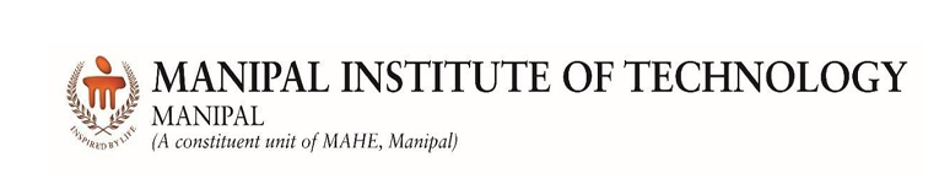 MANIPAL INSTITUTE OF TECHNOLOGY
MANIPAL
(A constituent unit of MAHE, Manipal)
INSPIRED BY LIFE